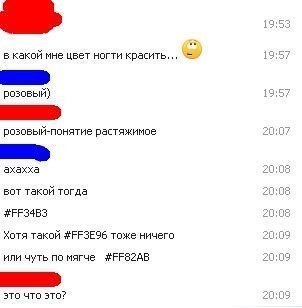 19:53
в какой мне цвет ногти красить... 19:57
розовый) 19:57
розовый-понятие растяжимое 20:07
ахахха 20:08
вот такой тогда 20:08
#FF34B3 20:08
Хотя такой #FF3E96 тоже ничего 20:09
или чуть по мягче #FF82AB 20:09
это что это? 20:09